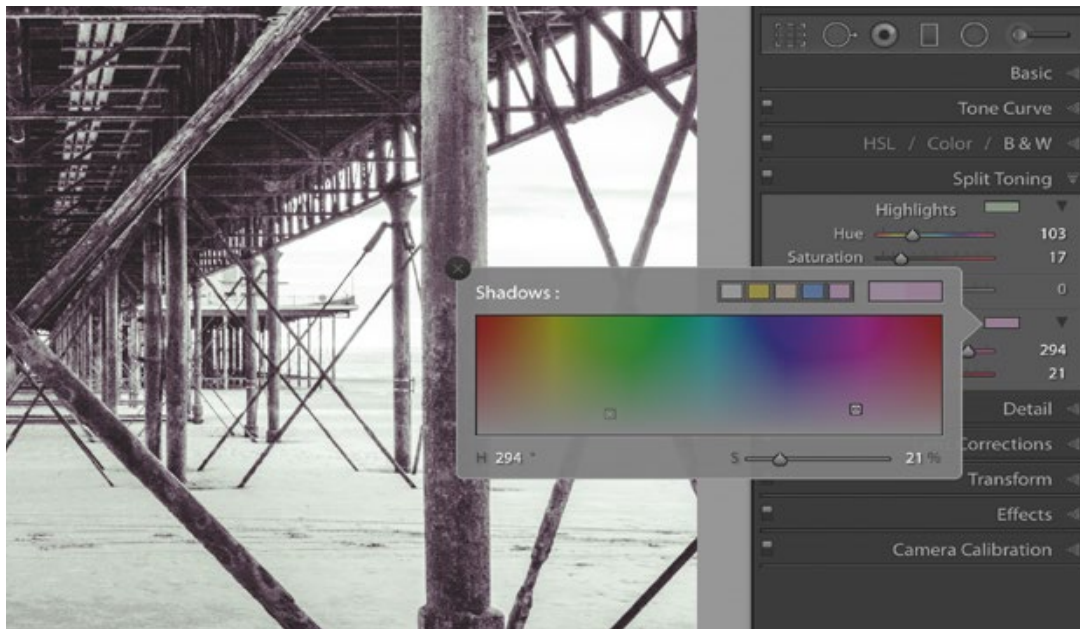 Basic
Tone Curve
HSL / Color / B & W
Split Toning
Highlights
Hue 103
Saturation 17
0
Shadows :
294
21
H 294 °
S 21 %
Detail
Corrections
Transform
Effects
Camera Calibration